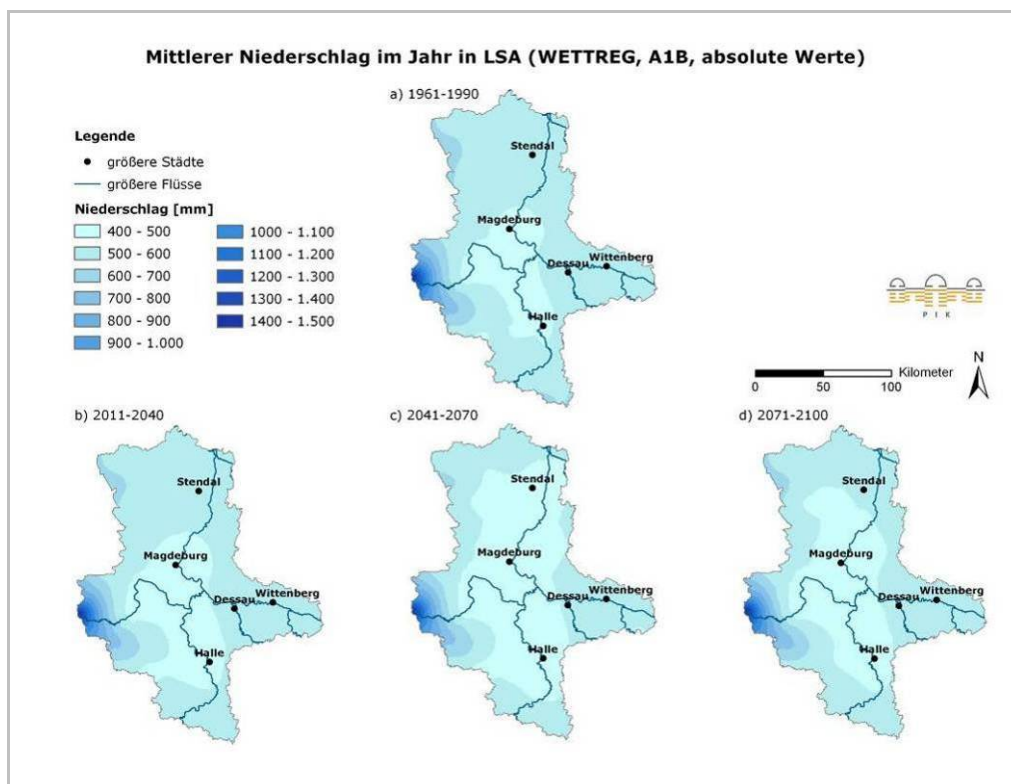 Mittlerer Niederschlag im Jahr in LSA (WETTREG, A1B, absolute Werte)
a) 1961-1990
Legende
größere Städte
größere Flüsse
Niederschlag [mm]
400 - 500
500 - 600
600 - 700
700 - 800
800 - 900
900 - 1.000
1000 - 1.100
1100 - 1.200
1200 - 1.300
1300 - 1.400
1400 - 1.500
Stendal
Magdeburg
Dessau
Wittenberg
Halle
P I K
N
Kilometer
0 50 100
b) 2011-2040
Stendal
Magdeburg
Dessau
Wittenberg
Halle
c) 2041-2070
Stendal
Magdeburg
Dessau
Wittenberg
Halle
d) 2071-2100
Stendal
Magdeburg
Dessau
Wittenberg
Halle